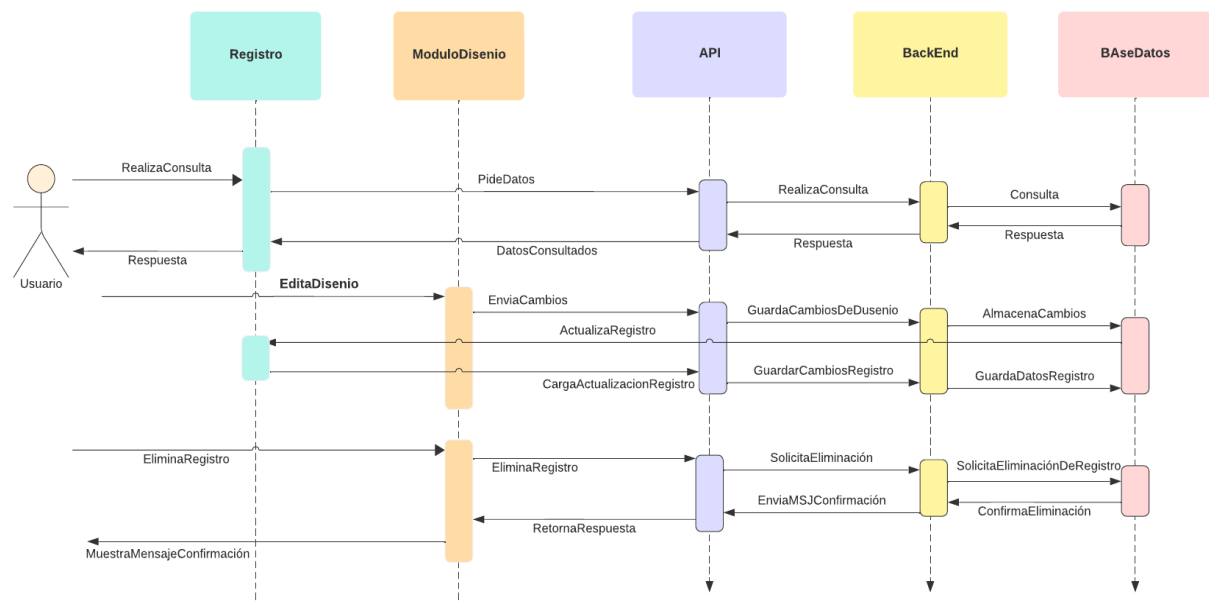 Registro
ModuloDisenio
API
BackEnd
BAseDatos
RealizaConsulta
PideDatos
RealizaConsulta
Consulta
Respuesta
Respuesta
DatosConsultados
Respuesta
Usuario
EditaDisenio
EnviaCambios
GuardaCambiosDeDusenio
AlmacenaCambios
ActualizaRegistro
CargaActualizacionRegistro
GuardarCambiosRegistro
GuardaDatosRegistro
EliminaRegistro
EliminaRegistro
SolicitaEliminación
SolicitaEliminaciónDeRegistro
EnviaMSJConfirmación
ConfirmaEliminación
RetornaRespuesta
MuestraMensajeConfirmación